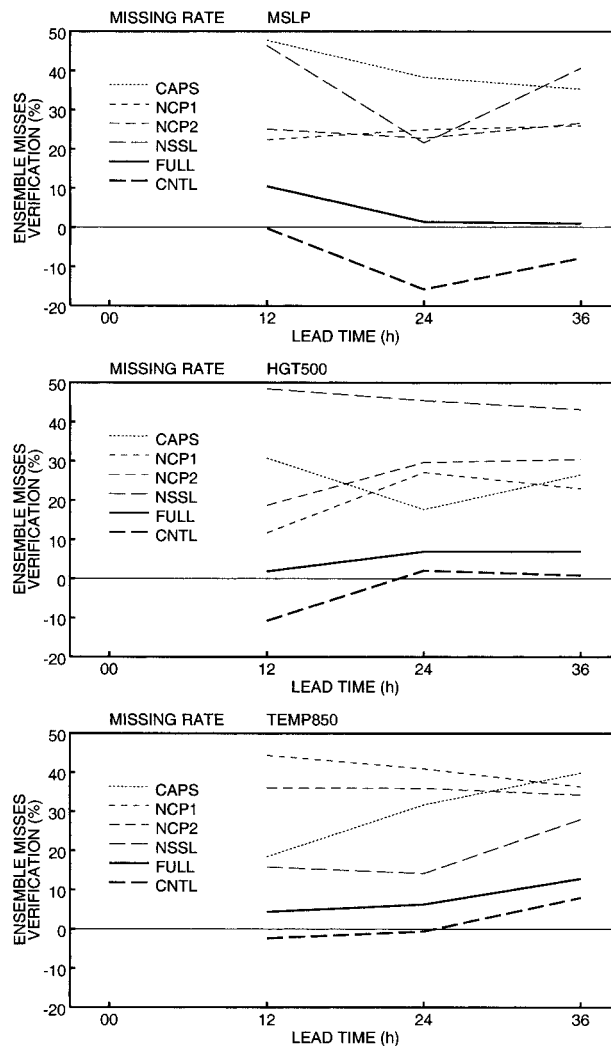 MISSING RATE MSLP
50
40
30
20
10
0
-10
-20
ENSEMBLE MISSES
VERIFICATION (%)
CAPS
NCP1
NCP2
NSSL
FULL
CNTL
00 12 24 36
LEAD TIME (h)
MISSING RATE HGT500
50
40
30
20
10
0
-10
-20
ENSEMBLE MISSES
VERIFICATION (%)
CAPS
NCP1
NCP2
NSSL
FULL
CNTL
00 12 24 36
LEAD TIME (h)
MISSING RATE TEMP850
50
40
30
20
10
0
-10
-20
ENSEMBLE MISSES
VERIFICATION (%)
CAPS
NCP1
NCP2
NSSL
FULL
CNTL
00 12 24 36
LEAD TIME (h)